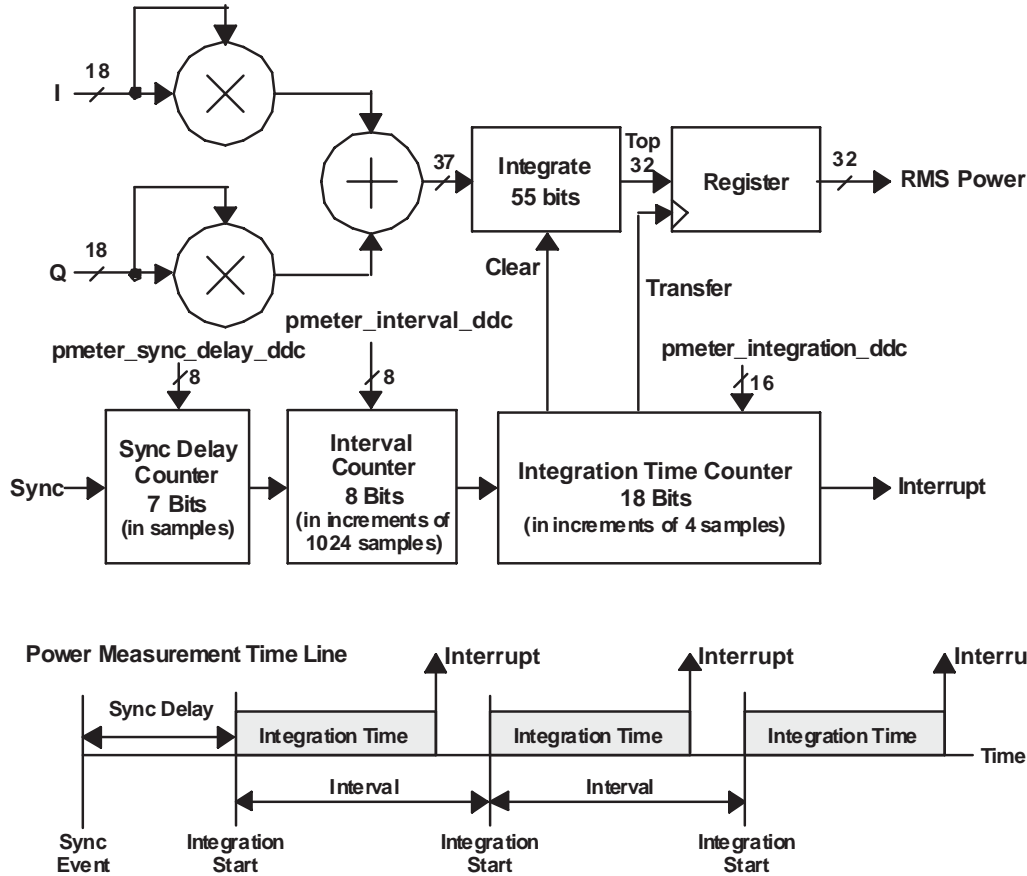 18
I
18
Q
37
Integrate
55 bits
Top
32
Register
32
RMS Power
Clear
Transfer
pmeter_sync_delay_ddc
8
pmeter_interval_ddc
8
pmeter_integration_ddc
16
Sync
Sync Delay
Counter
7 Bits
(in samples)
Interval
Counter
8 Bits
(in increments of
1024 samples)
Integration Time Counter
18 Bits
(in increments of 4 samples)
Interrupt
Power Measurement Time Line
Interrupt
Interrupt
Interru
Sync Delay
Integration Time
Integration Time
Integration Time
Time
Interval
Interval
Sync
Event
Integration
Start
Integration
Start
Integration
Start